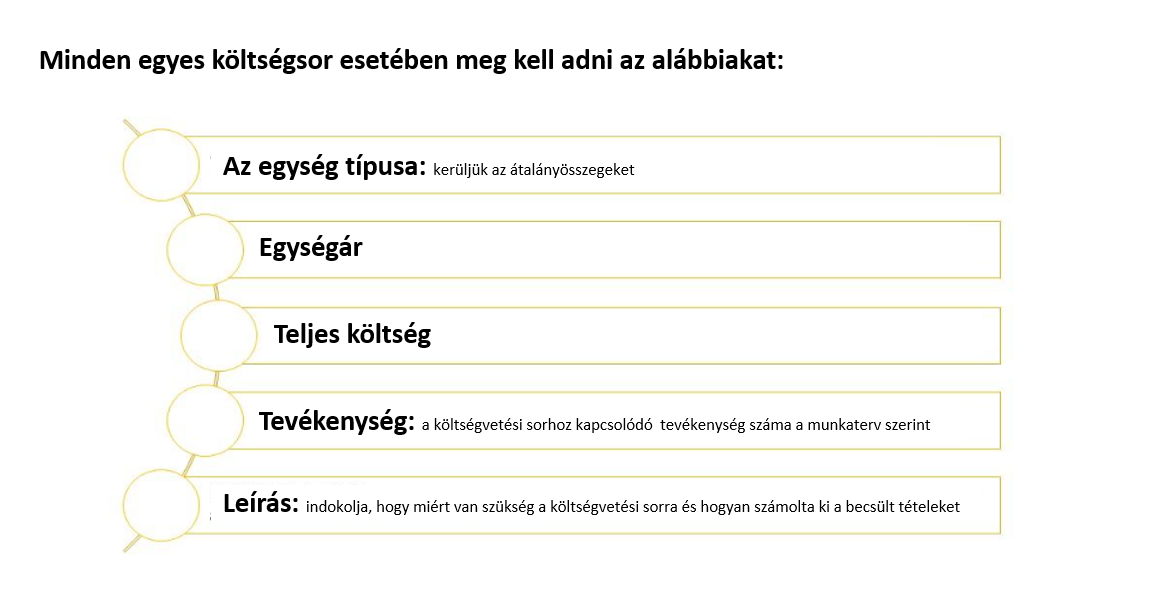 Minden egyes költségsor esetében meg kell adni az alábbiakat:
Az egység típusa: kerüljük az átalányösszegeket
Egységár
Teljes költség
Tevékenység: a költségvetési sorhoz kapcsolódó tevékenység száma a munkaterv szerint
Leírás: indokolja, hogy miért van szükség a költségvetési sorra és hogyan számolta ki a becsült tételeket